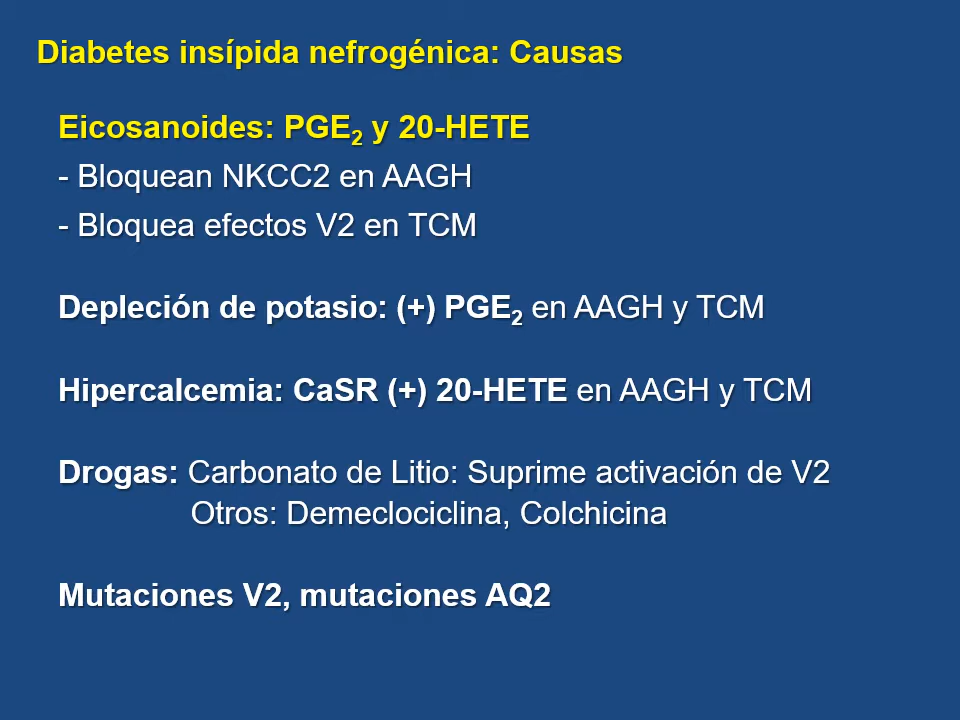 Diabetes insípida nefrogénica: Causas
Eicosanoides: PGE₂ y 20-HETE
- Bloquean NKCC2 en AAGH
- Bloquea efectos V2 en TCM
Depleción de potasio: (+) PGE₂ en AAGH y TCM
Hipercalcemia: CaSR (+) 20-HETE en AAGH y TCM
Drogas: Carbonato de Litio: Suprime activación de V2
Otros: Demeclociclina, Colchicina
Mutaciones V2, mutaciones AQ2